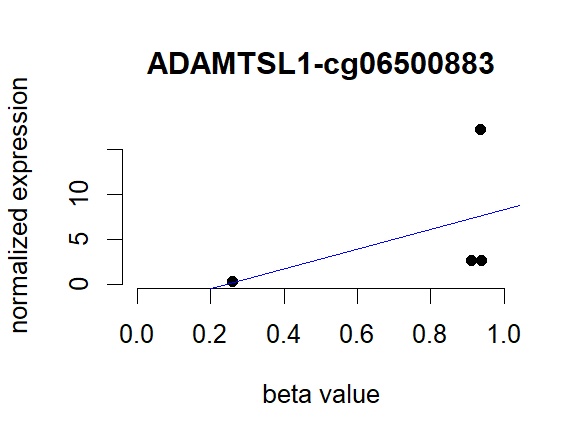 ADAMTSL1-cg06500883
normalized expression
10
5
0
0.0 0.2 0.4 0.6 0.8 1.0
beta value